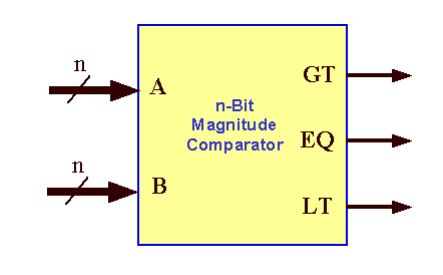 n
A
n
B
n-Bit
Magnitude
Comparator
GT
EQ
LT